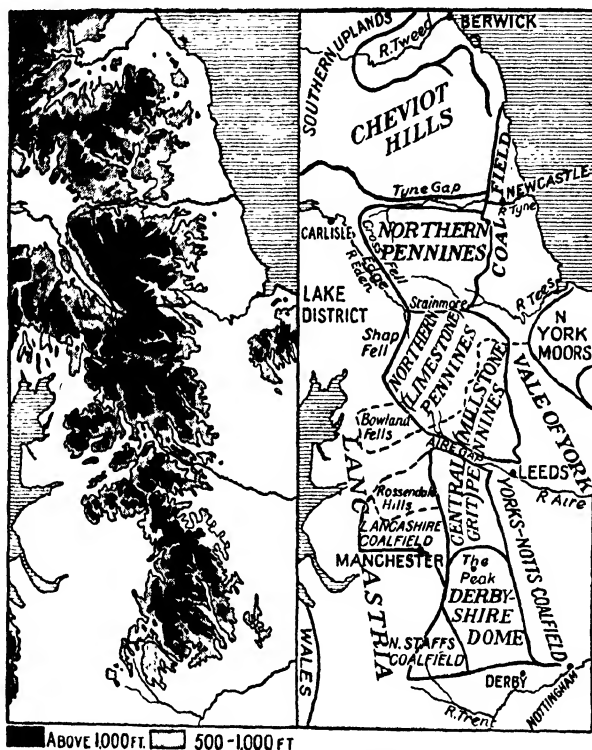 BERWICK
SOUTHERN UPLANDS
R. Tweed
CHEVIOT
HILLS
COALFIELD
Tyne Gap
NEWCASTLE
R Tyne
CARLISLE
NORTHERN
PENNINES
Cross Fell
Edge
R Eden
LAKE
DISTRICT
Stainmore
R Tees
N
YORK
MOORS
Shap
Fell
NORTHERN
LIMESTONE
PENNINES
MILLSTONE
VALE OF YORK
Bowland
Fells
AIRE GAP
LEEDS
R Aire
LANCASTRIA
Rossendale
Hills
LANCASHIRE
COALFIELD
CENTRAL
GRIT PENNINES
YORKS-NOTTS COALFIELD
MANCHESTER
The
Peak
DERBY-
SHIRE
DOME
N. STAFFS
COALFIELD
WALES
DERBY
NOTTINGHAM
R. Trent
ABOVE 1,000 FT. 500-1,000 FT